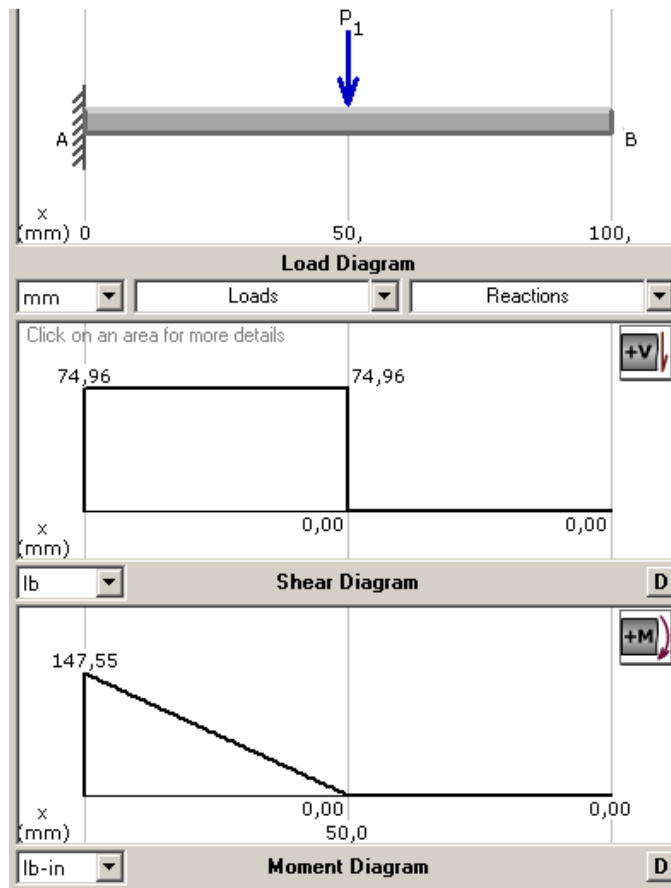 P1
A
B
x
(mm) 0 50, 100,
Load Diagram
mm Loads Reactions
Click on an area for more details
+V
74,96 74,96
0,00 0,00
x
(mm)
lb Shear Diagram D
+M
147,55
0,00 0,00
x
(mm) 50,0
lb-in Moment Diagram D